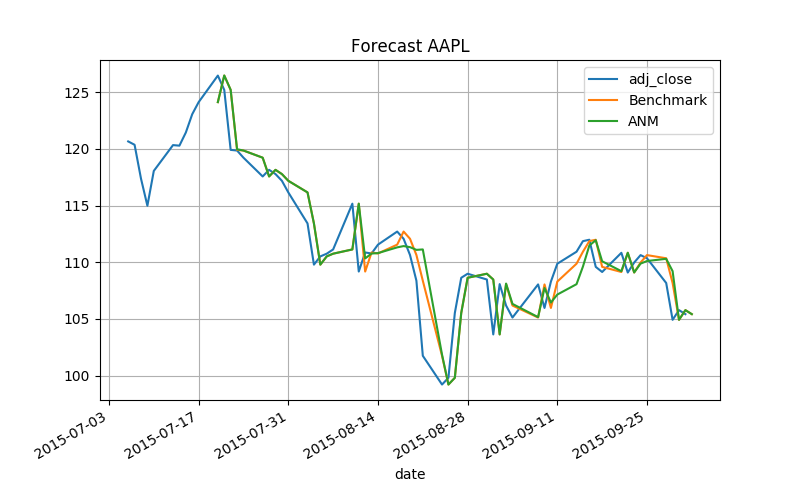 Forecast AAPL
adj_close
Benchmark
ANM
125
120
115
110
105
100
2015-07-03
2015-07-17
2015-07-31
2015-08-14
2015-08-28
2015-09-11
2015-09-25
date